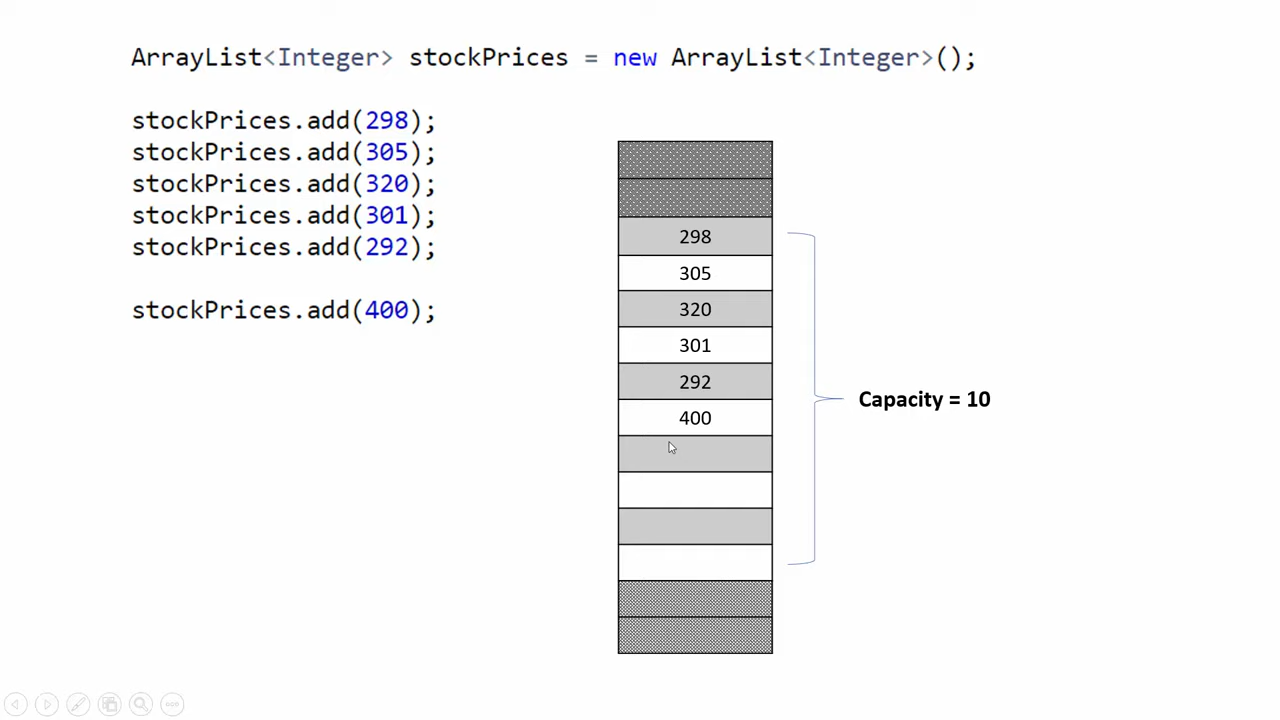 ArrayList<Integer> stockPrices = new ArrayList<Integer>();
stockPrices.add(298);
stockPrices.add(305);
stockPrices.add(320);
stockPrices.add(301);
stockPrices.add(292);
stockPrices.add(400);
298
305
320
301
292
400
Capacity = 10